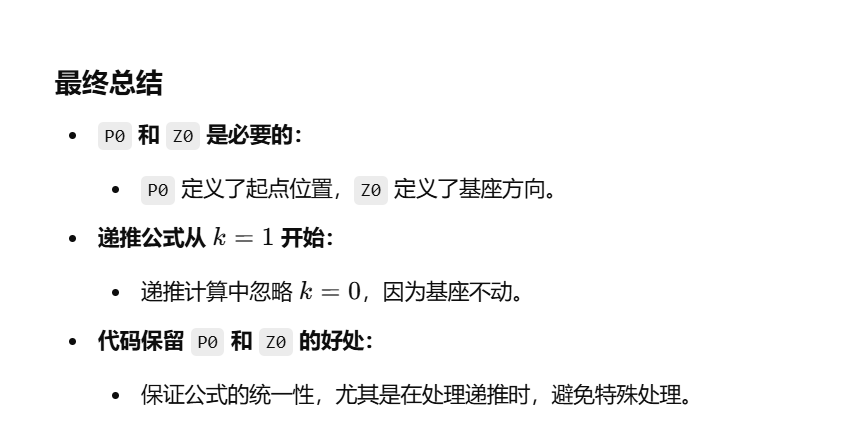 最终总结
P0 和 Z0 是必要的：
P0 定义了起点位置，Z0 定义了基座方向。
递推公式从 k = 1 开始：
递推计算中忽略 k = 0，因为基座不动。
代码保留 P0 和 Z0 的好处：
保证公式的统一性，尤其是在处理递推时，避免特殊处理。